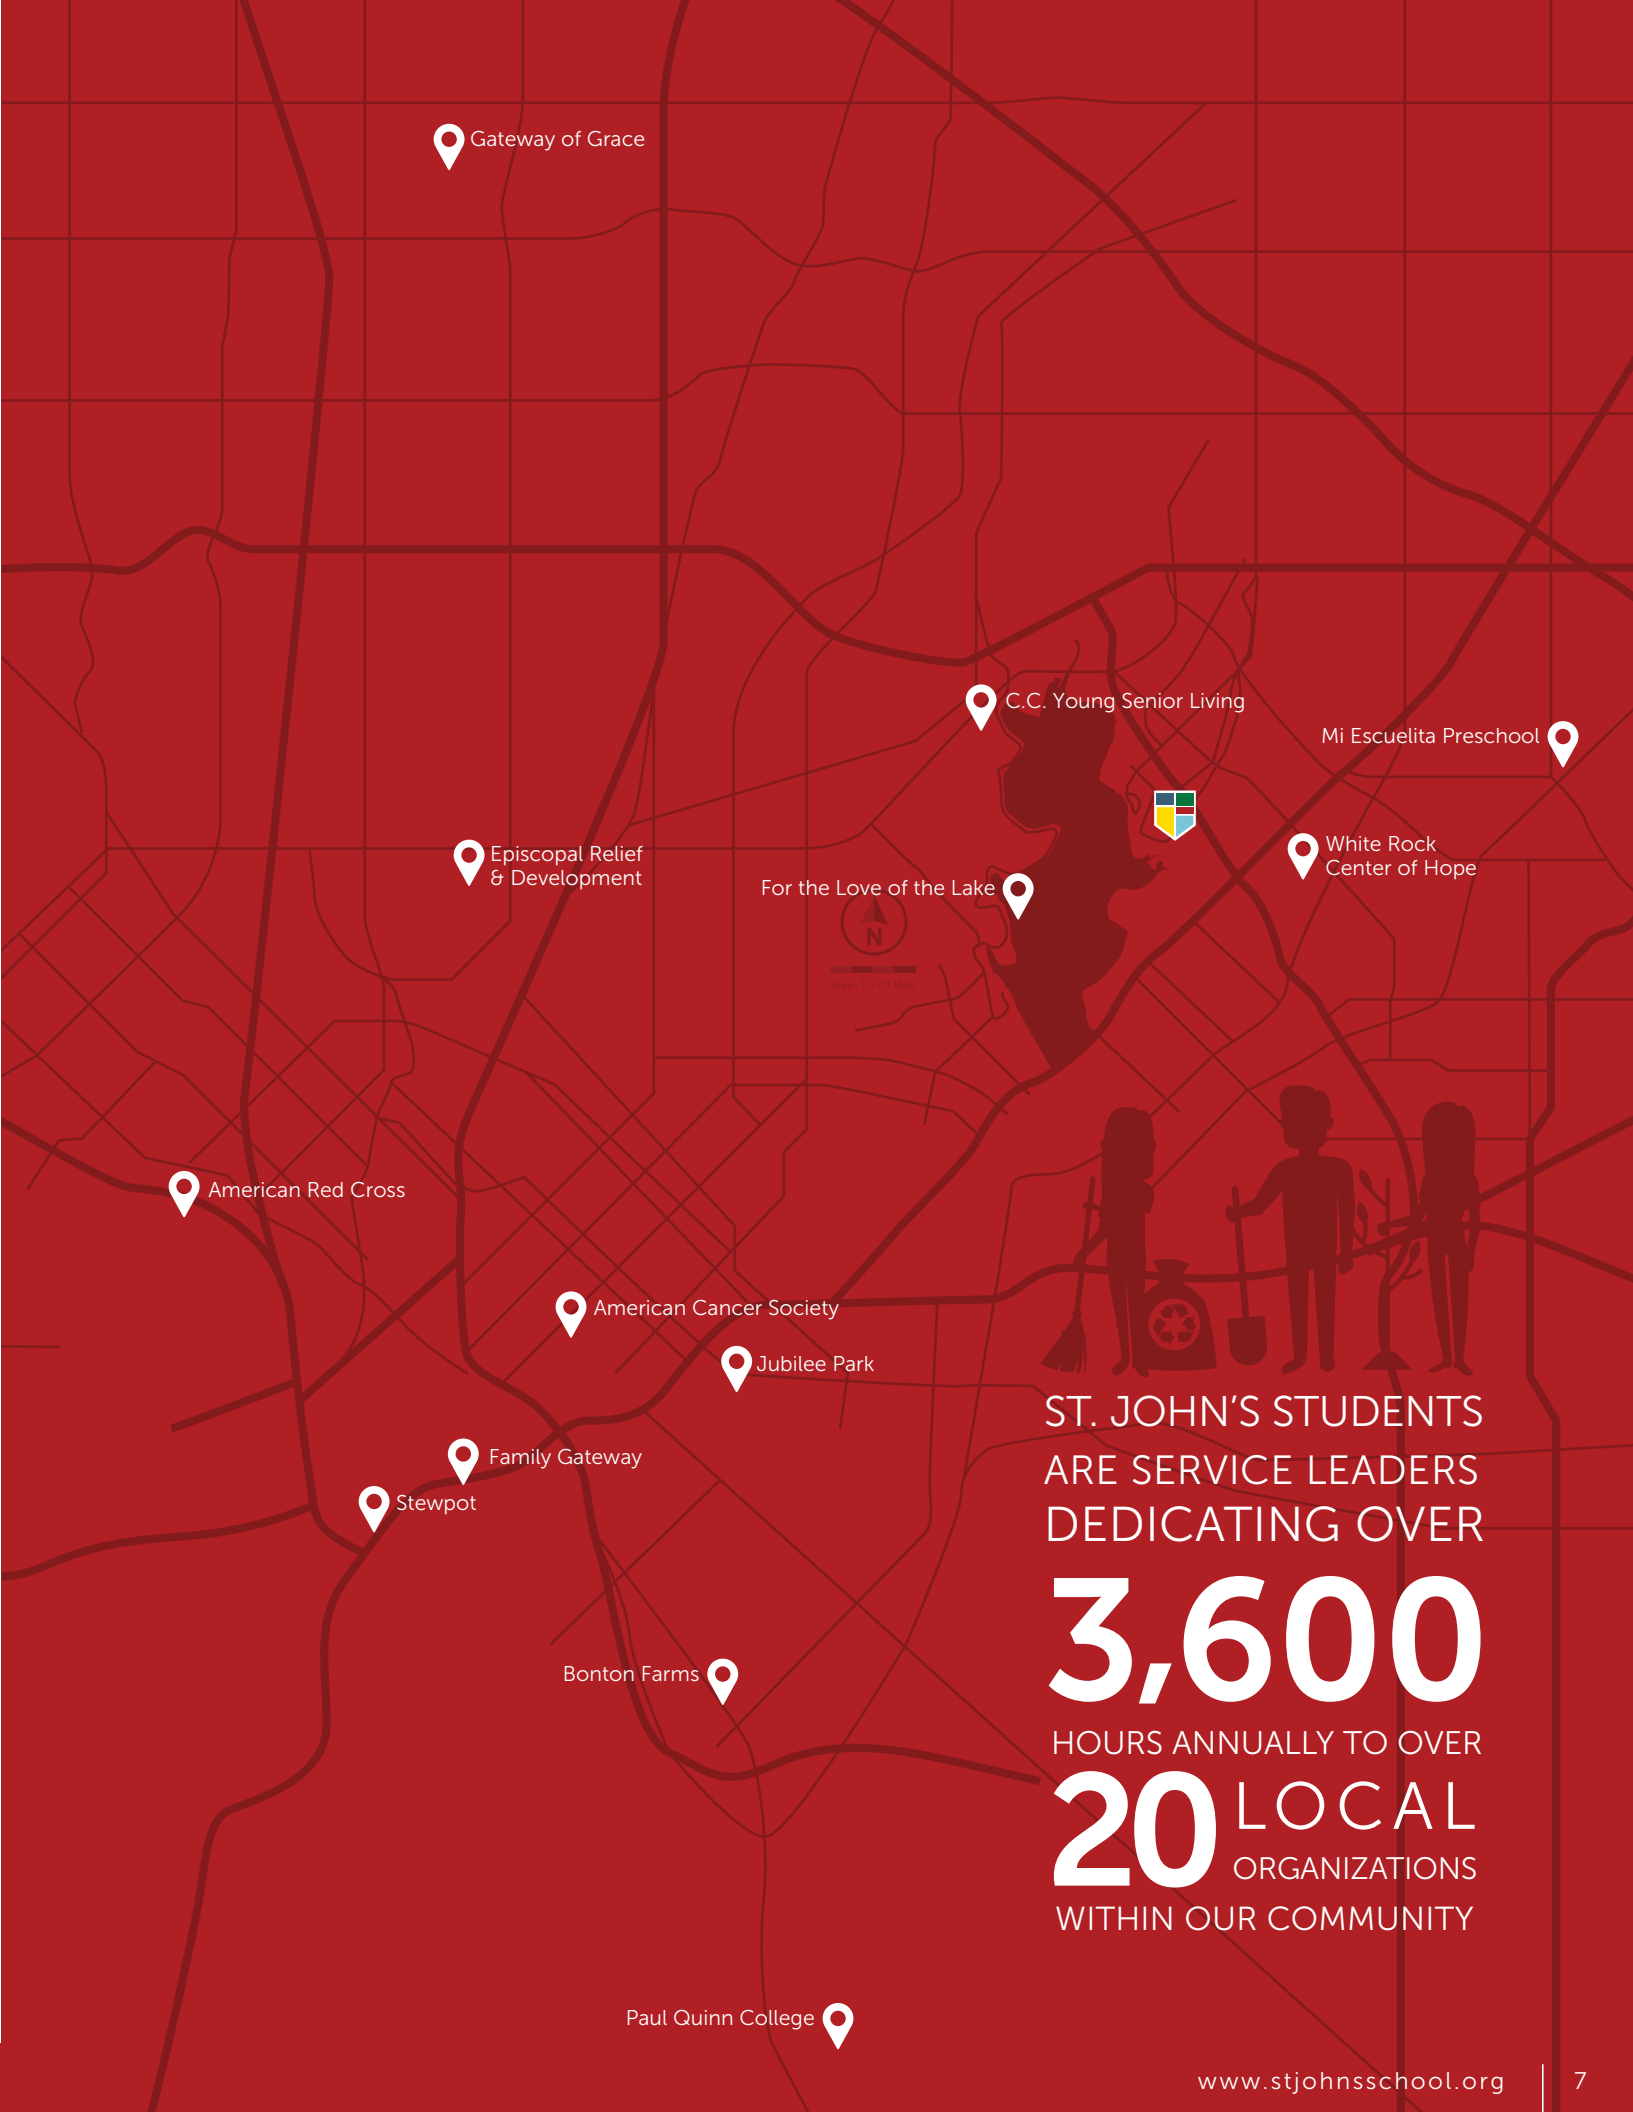 Gateway of Grace
C.C. Young Senior Living
Mi Escuelita Preschool
White Rock
Center of Hope
Episcopal Relief
& Development
For the Love of the Lake
N
American Red Cross
American Cancer Society
Jubilee Park
Family Gateway
Stewpot
Bonton Farms
Paul Quinn College
ST. JOHN’S STUDENTS
ARE SERVICE LEADERS
DEDICATING OVER
3,600
HOURS ANNUALLY TO OVER
20 LOCAL
ORGANIZATIONS
WITHIN OUR COMMUNITY
www.stjohnsschool.org
7